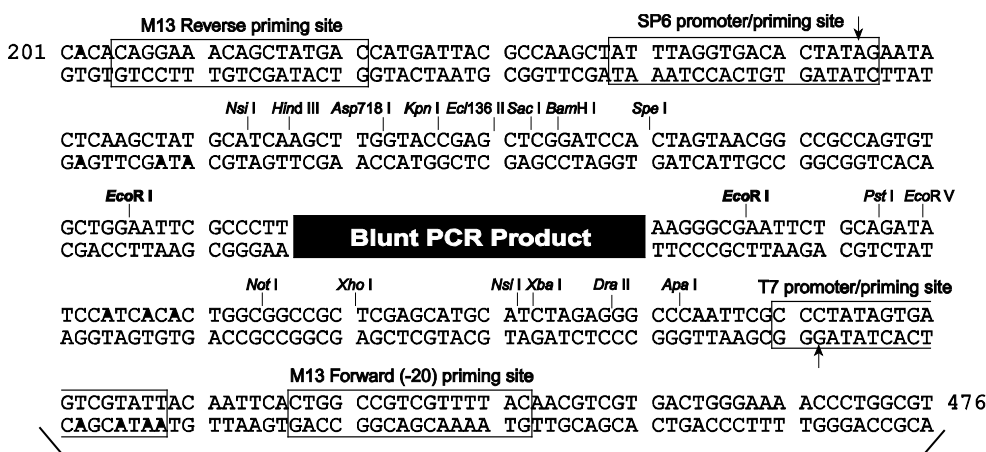 M13 Reverse priming site SP6 promoter/priming site
201 CACACAGGAA ACAGCTATGAC CATGATTAC GCCAAGCTAT TTAGGTGACA CTATAGAATA
GTGTGTCCTT TGTCGATACTG GTACTAATG CGGTTCGATA AATCCACTGT GATATCTTAT
Nsi I Hind III Asp718 I Kpn I Ecl136 II Sac I BamH I Spe I
CTCAAGCTAT GCATCAAGCT TGGTACCGAG CTCGGATCCA CTAGTAACGG CCGCCAGTGT
GAGTTCGATA CGTAGTTCGA ACCATGGCTC GAGCCTAGGT GATCATTGCC GGCGGTCACA
EcoR I EcoR I Pst I EcoR V
GCTGGAATTC GCCCTT Blunt PCR Product AAGGGCGAATTCT GCAGATA
CGACCTTAAG CGGGAA TTCCCGCTTAAGA CGTCTAT
Not I Xho I Nsi I Xba I Dra II Apa I T7 promoter/priming site
TCCATCACAC TGGCGGCCGC TCGAGCATGC ATCTAGAGGG CCCAATTCGC CCTATAGTGA
AGGTAGTGTG ACCGCCGGCG AGCTCGTACG TAGATCTCCC GGGTTAAGCG GGATATCACT
M13 Forward (-20) priming site
GTCGTATTAC AATTCACTGG CCGTCGTTTT ACAACGTCGT GACTGGGAAA ACCCTGGCGT 476
CAGCATAATG TTAAGTGACC GGCAGCAAAA TGTTGCAGCA CTGACCCTTT TGGGACCGCA